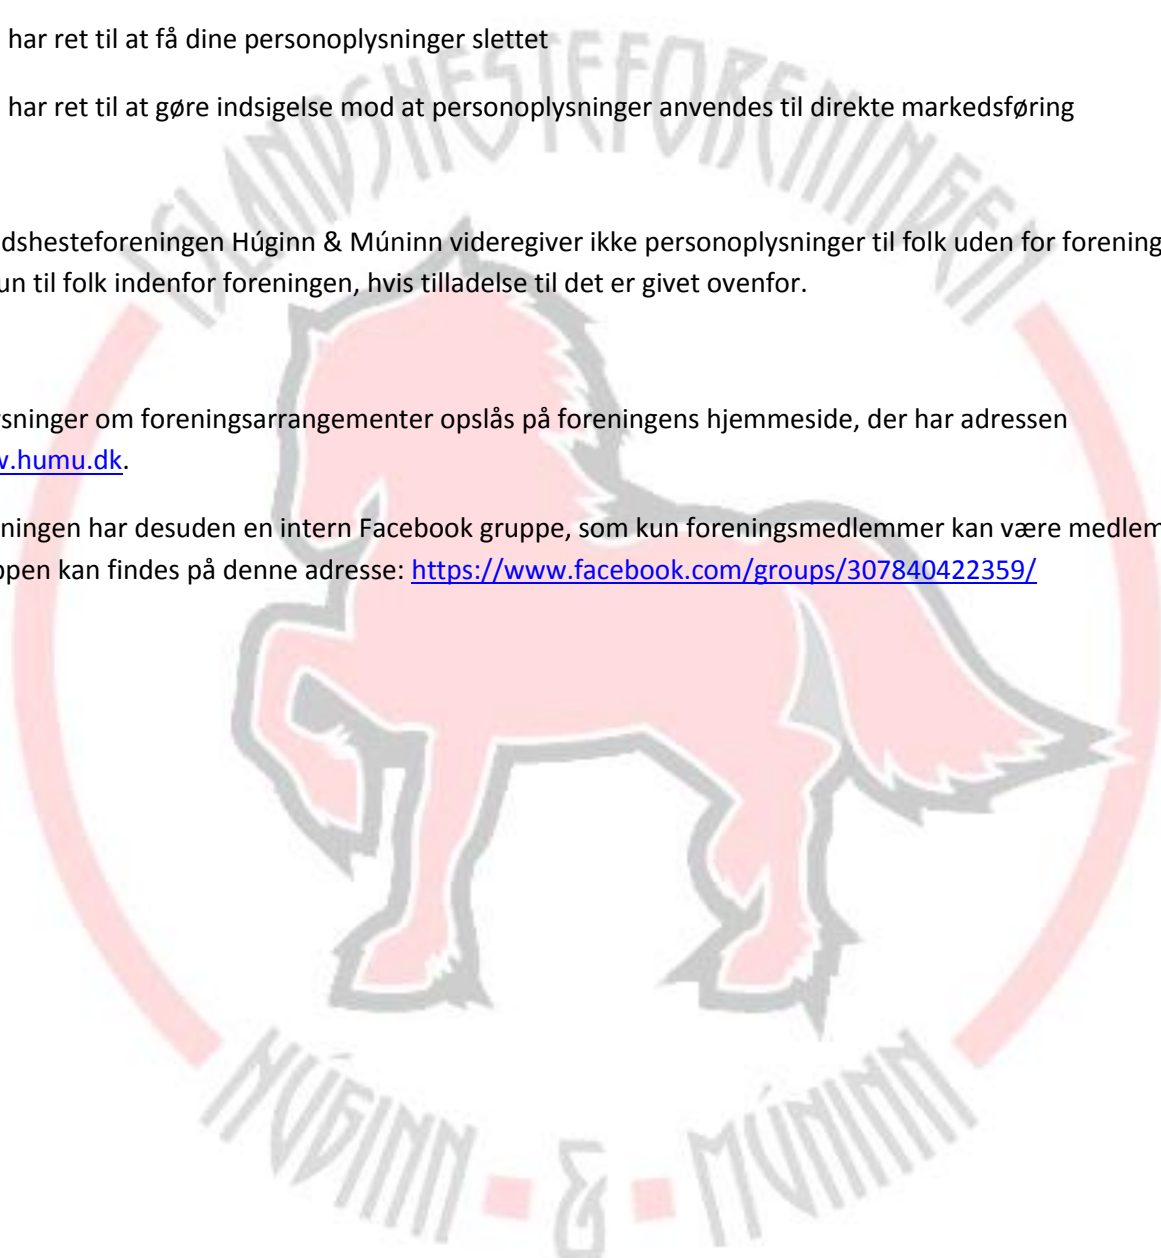 har ret til at få dine personoplysninger slettet
har ret til at gøre indsigelse mod at personoplysninger anvendes til direkte markedsføring
dshesteforeningen Húginn & Múninn videregiver ikke personoplysninger til folk uden for forening
un til folk indenfor foreningen, hvis tilladelse til det er givet ovenfor.
sninger om foreningsarrangementer opslås på foreningens hjemmeside, der har adressen
w.humu.dk.
ningen har desuden en intern Facebook gruppe, som kun foreningsmedlemmer kan være medlem
ppen kan findes på denne adresse: https://www.facebook.com/groups/307840422359/
ISLANDSHESTEFORENINGEN
HÚGINN & MÚNINN